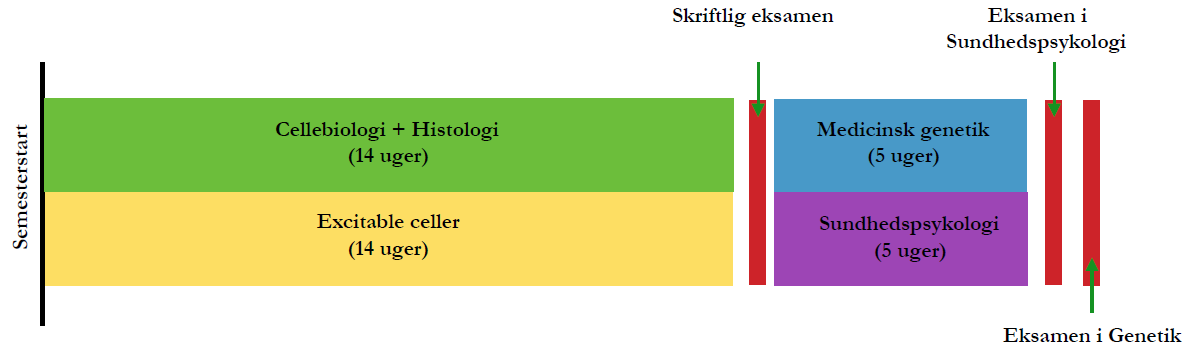 Skriftlig eksamen
Eksamen i
Sundhedspsykologi
Semesterstart
Cellebiologi + Histologi
(14 uger)
Medicinsk genetik
(5 uger)
Excitable celler
(14 uger)
Sundhedspsykologi
(5 uger)
Eksamen i Genetik